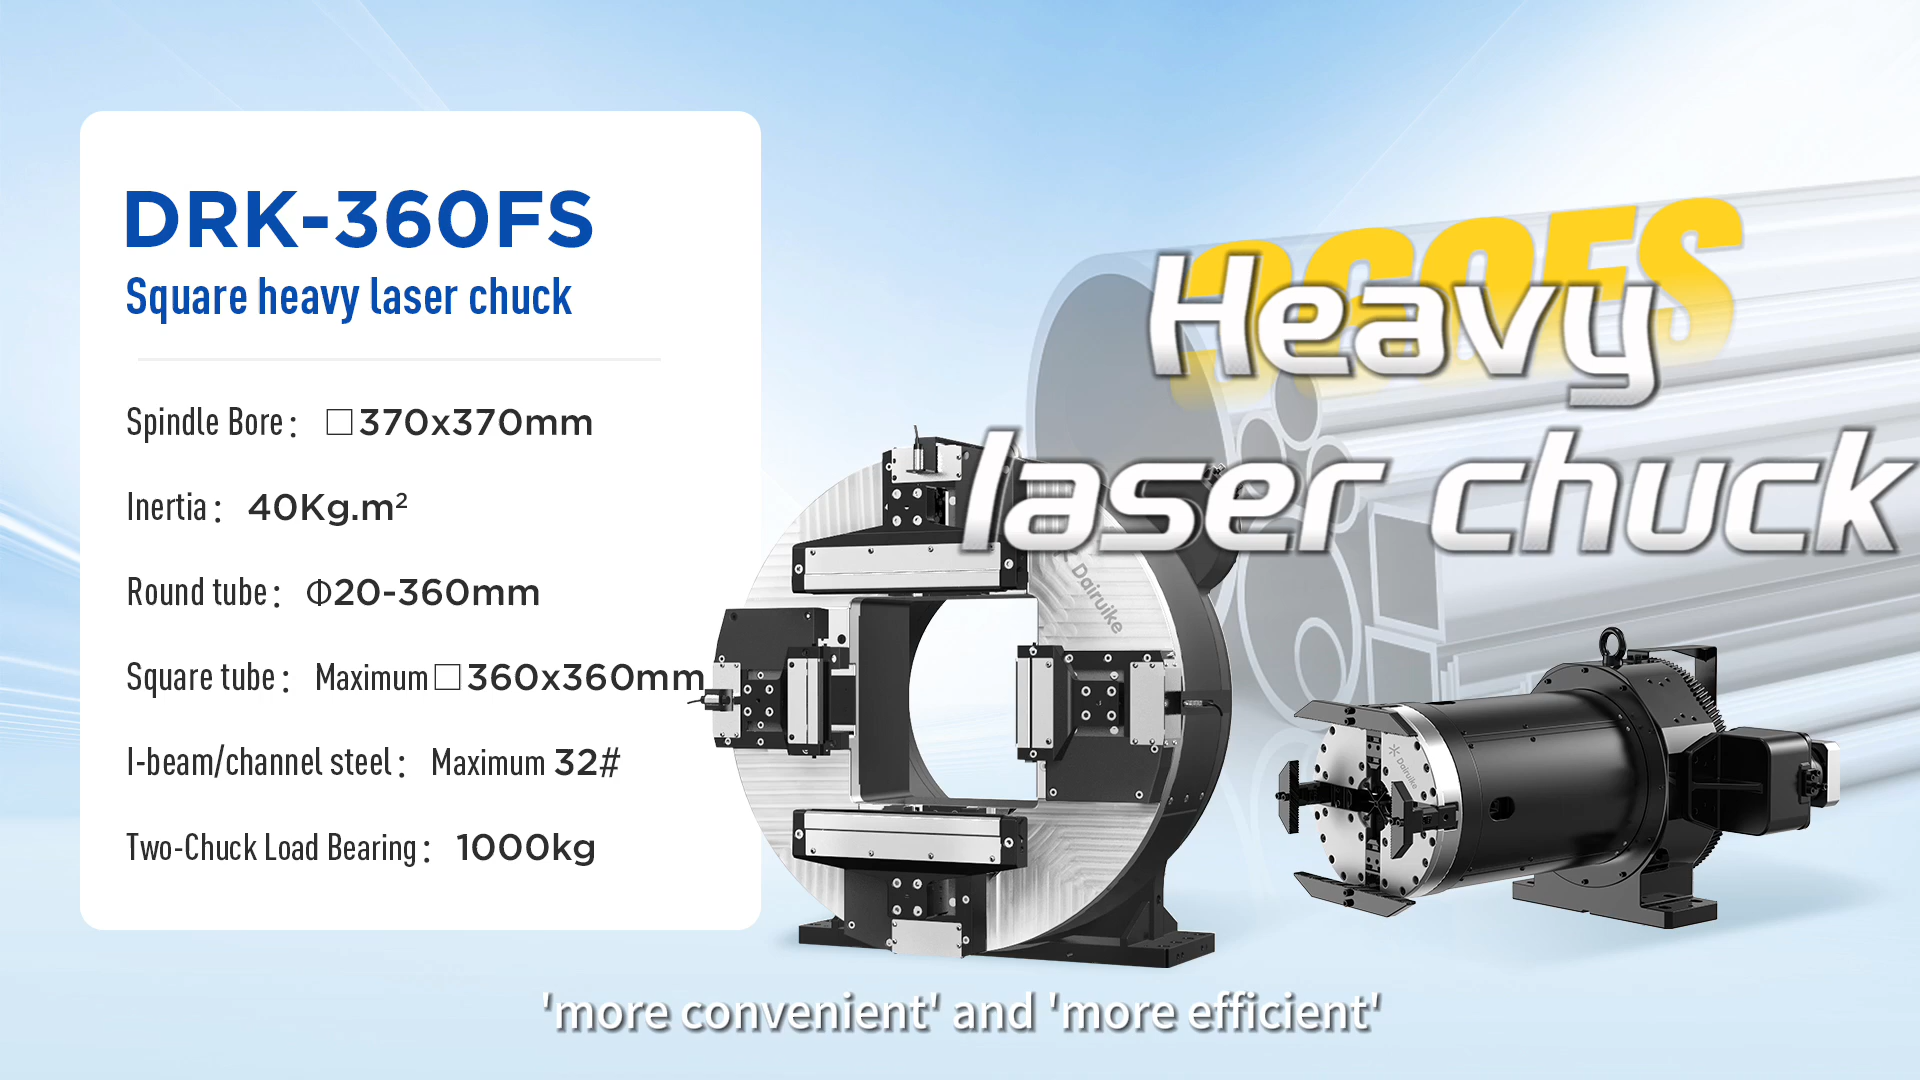 DRK-360FS
Square heavy laser chuck
Spindle Bore： □370x370mm
Inertia： 40Kg.m²
Round tube： Φ20-360mm
Square tube： Maximum□360x360mm
I-beam/channel steel： Maximum 32#
Two-Chuck Load Bearing： 1000kg
360FS
Heavy
laser chuck
Dairuike
Dairuike
'more convenient' and 'more efficient'